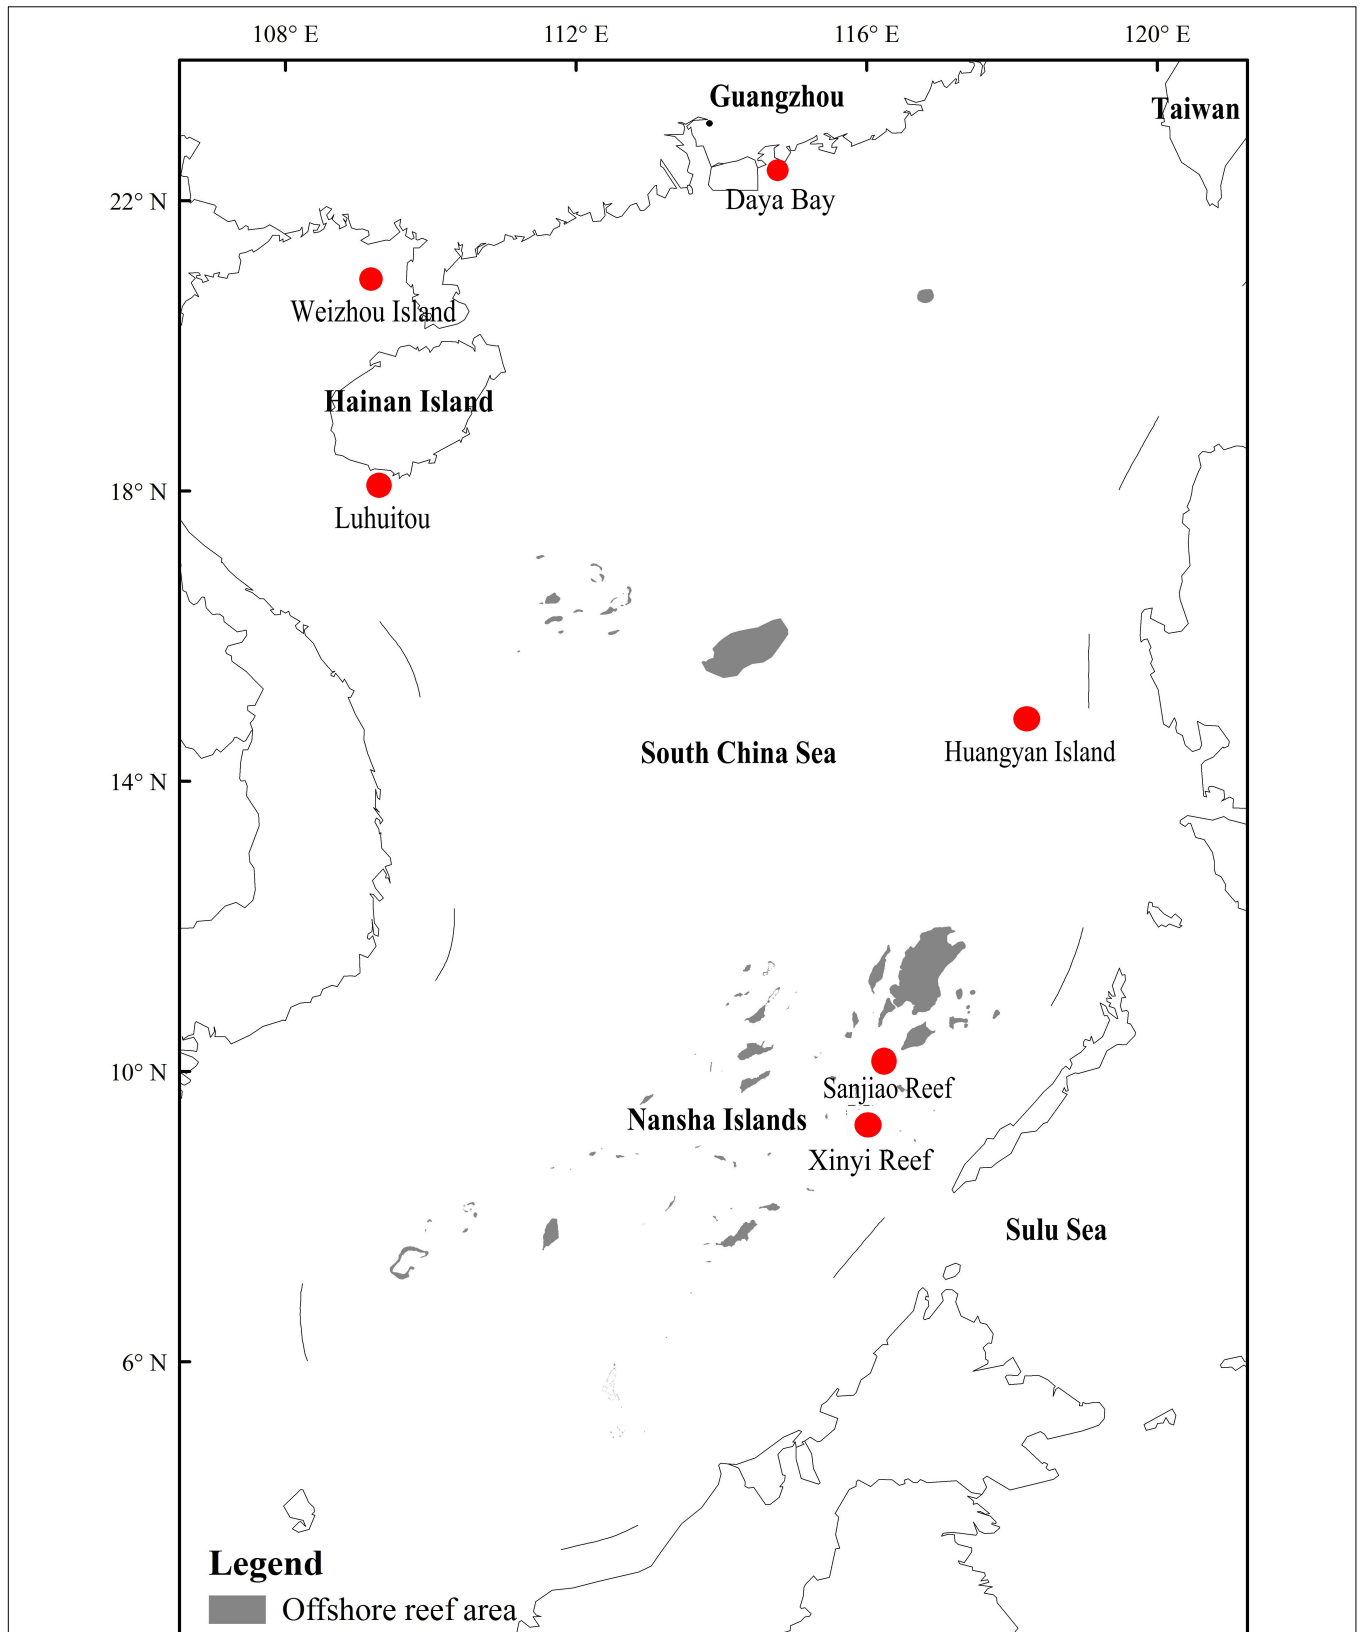 108° E
112° E
116° E
120° E
Guangzhou
Taiwan
22° N
Daya Bay
Weizhou Island
Hainan Island
18° N
Luhuitou
South China Sea
Huangyan Island
14° N
10° N
Sanjiao Reef
Nansha Islands
Xinyi Reef
Sulu Sea
6° N
Legend
Offshore reef area